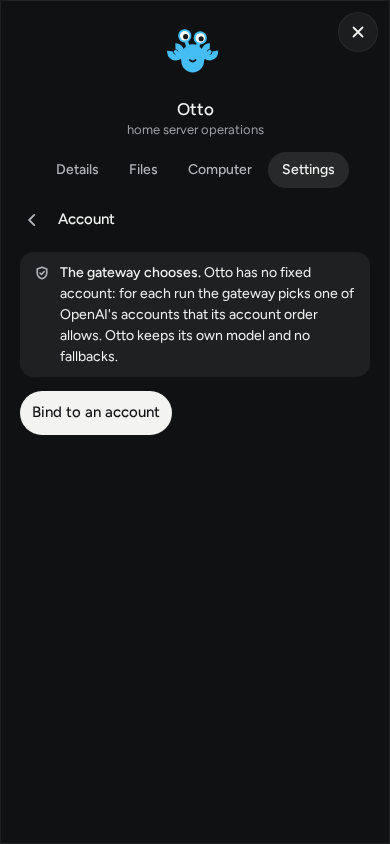 Otto
home server operations
Details Files Computer Settings
Account
The gateway chooses. Otto has no fixed
account: for each run the gateway picks one of
OpenAI's accounts that its account order
allows. Otto keeps its own model and no
fallbacks.
Bind to an account